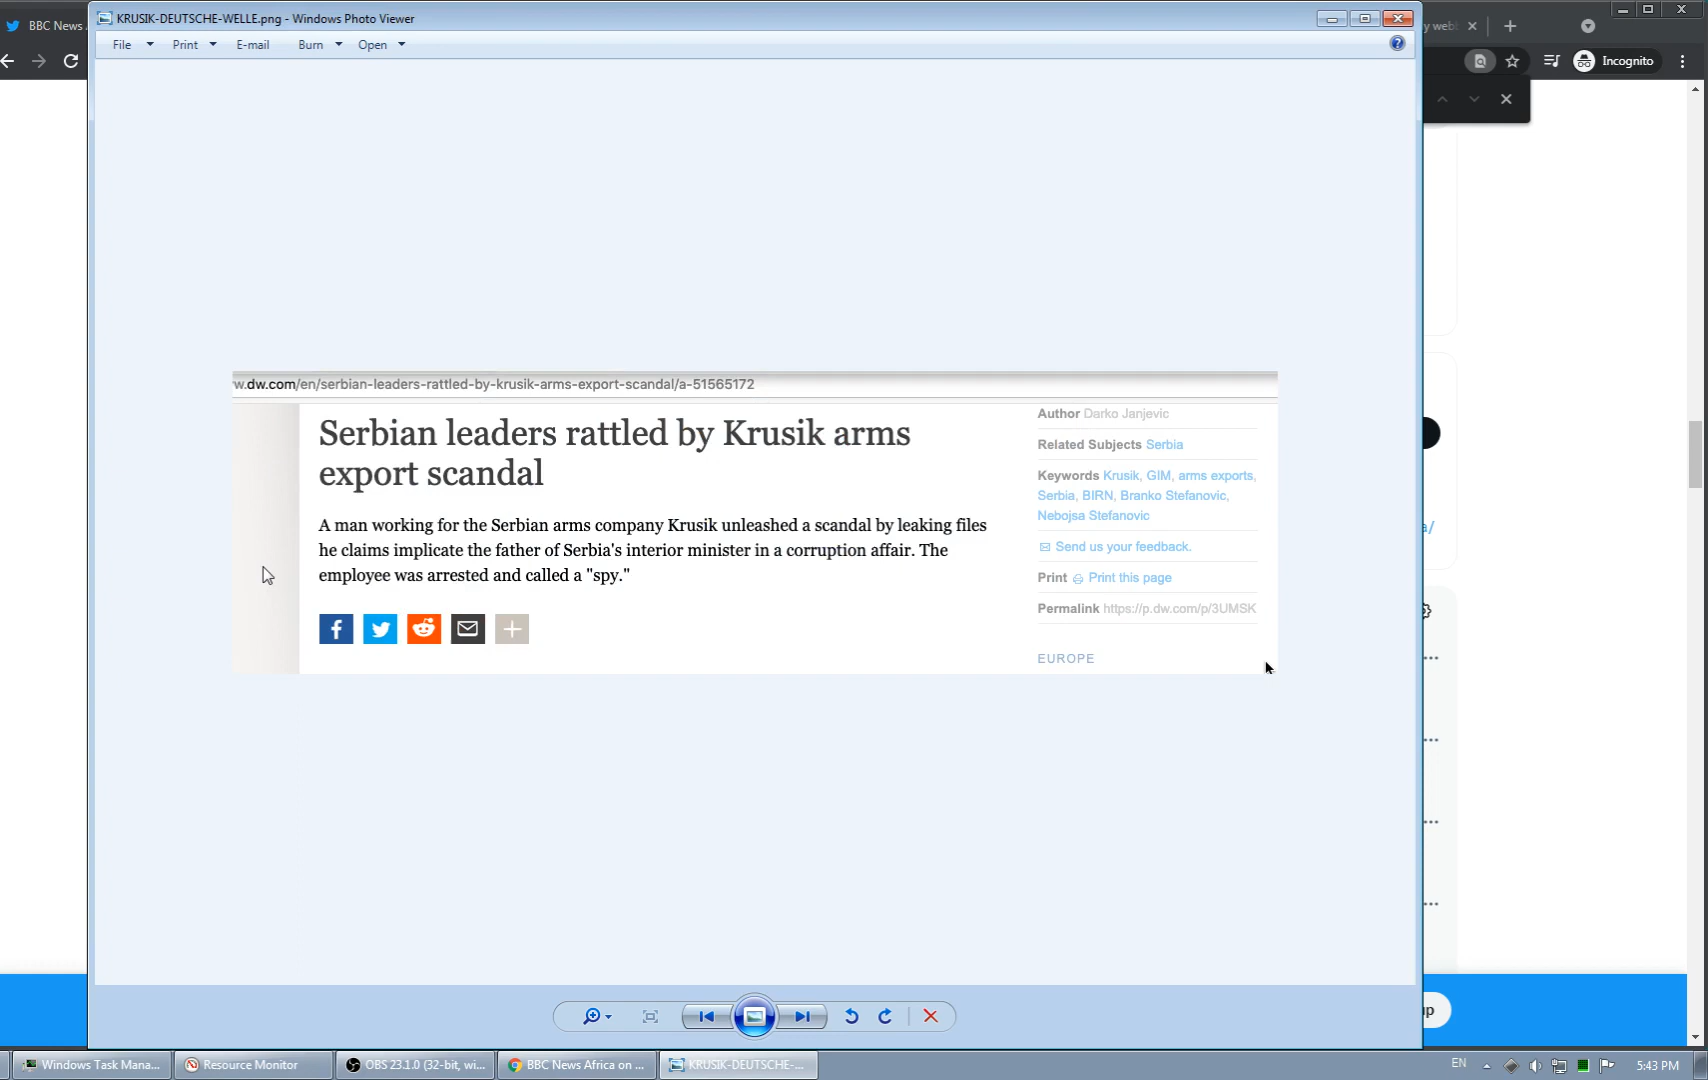 BBC News
KRUSIK-DEUTSCHE-WELLE.png - Windows Photo Viewer
File Print E-mail Burn Open
Incognito
w.dw.com/en/serbian-leaders-rattled-by-krusik-arms-export-scandal/a-51565172
Serbian leaders rattled by Krusik arms
export scandal
A man working for the Serbian arms company Krusik unleashed a scandal by leaking files
he claims implicate the father of Serbia's interior minister in a corruption affair. The
employee was arrested and called a "spy."
Author Darko Janjevic
Related Subjects Serbia
Keywords Krusik, GIM, arms exports,
Serbia, BIRN, Branko Stefanovic,
Nebojsa Stefanovic
Send us your feedback.
Print Print this page
Permalink https://p.dw.com/p/3UMSK
EUROPE
a/
up
Windows Task Mana...
Resource Monitor
OBS 23.1.0 (32-bit, wi...
BBC News Africa on ...
KRUSIK-DEUTSCHE-...
EN
5:43 PM